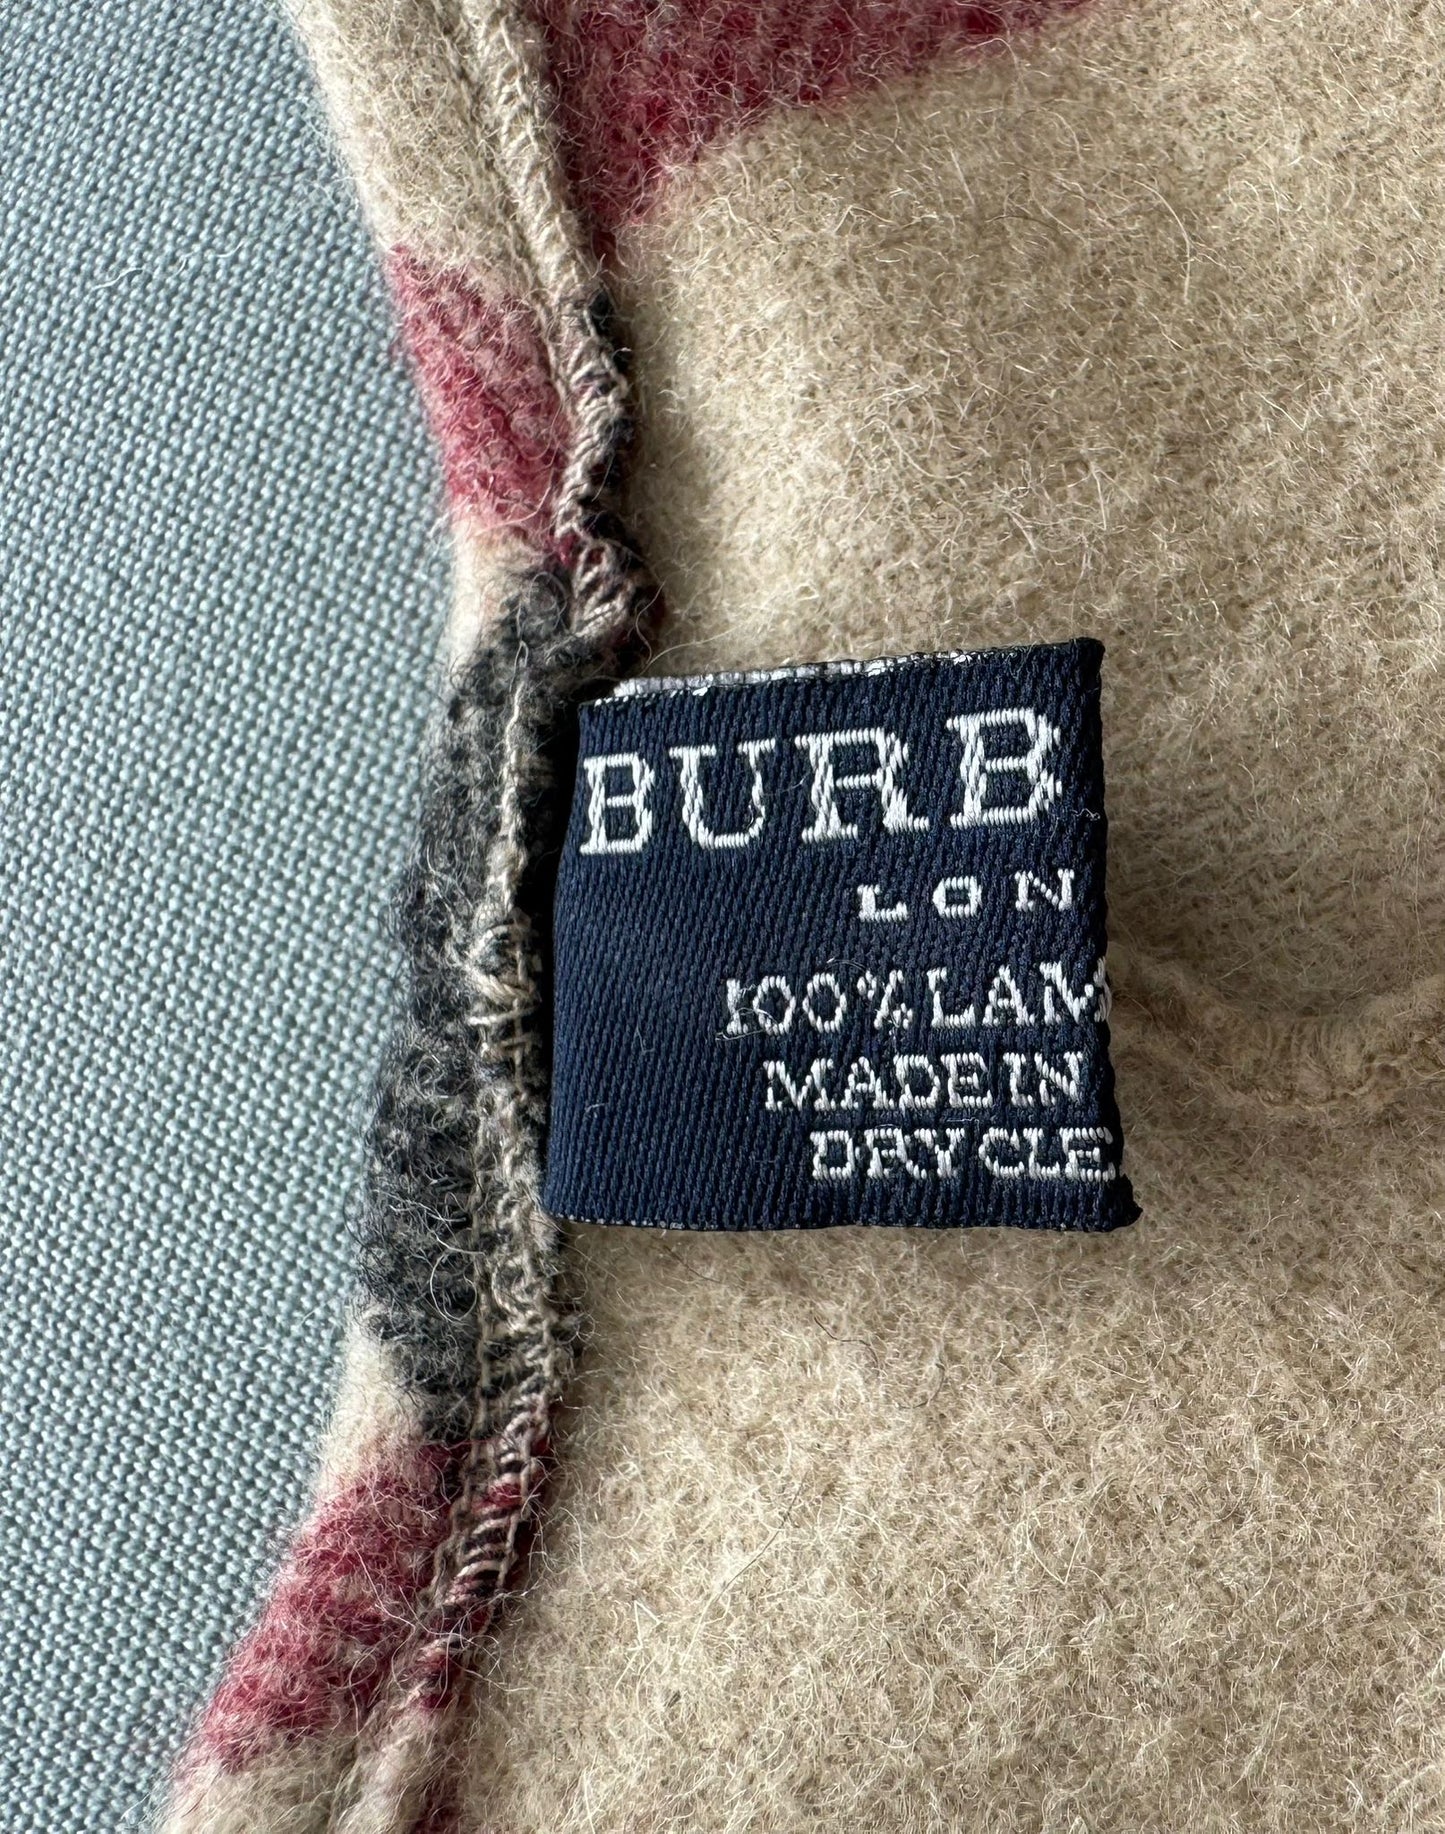 BURB
LON
100% LAM
MADE IN
DRY CLE